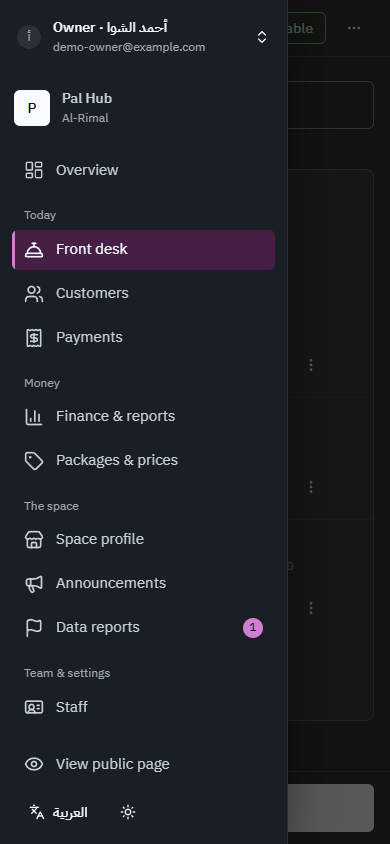 أ
Owner · أحمد الشوا
demo-owner@example.com
able
P
Pal Hub
Al-Rimal
Overview
Today
Front desk
Customers
Payments
Money
Finance & reports
Packages & prices
The space
Space profile
Announcements
Data reports
1
Team & settings
Staff
View public page
العربية